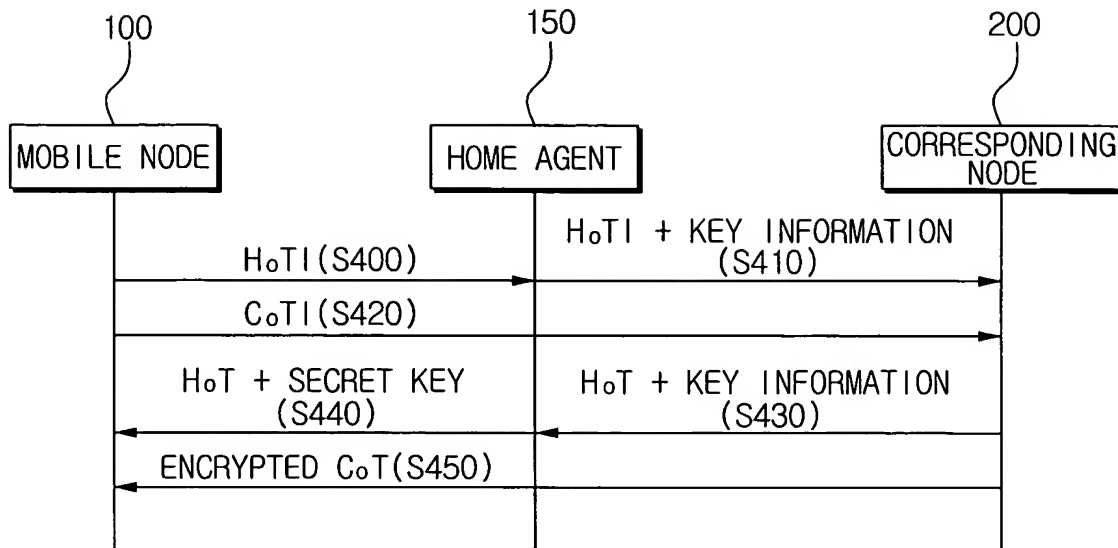 100
150
200
MOBILE NODE
HOME AGENT
CORRESPONDING
NODE
HoTI(S400)
HoTI + KEY INFORMATION
(S410)
CoTI(S420)
HoT + SECRET KEY
(S440)
HoT + KEY INFORMATION
(S430)
ENCRYPTED CoT(S450)